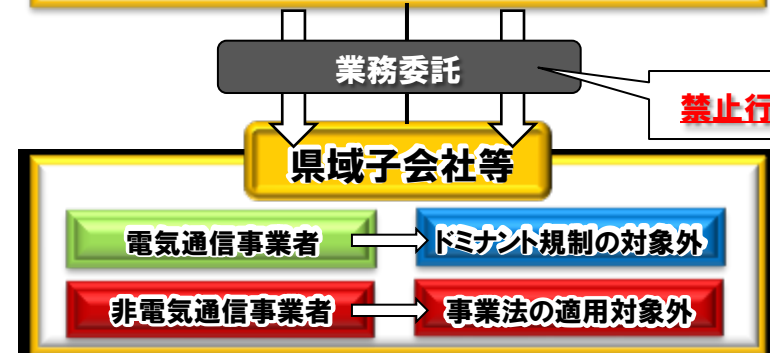 業務委託
禁止行
県域子会社等
電気通信事業者
ドミナント規制の対象外
非電気通信事業者
事業法の適用対象外